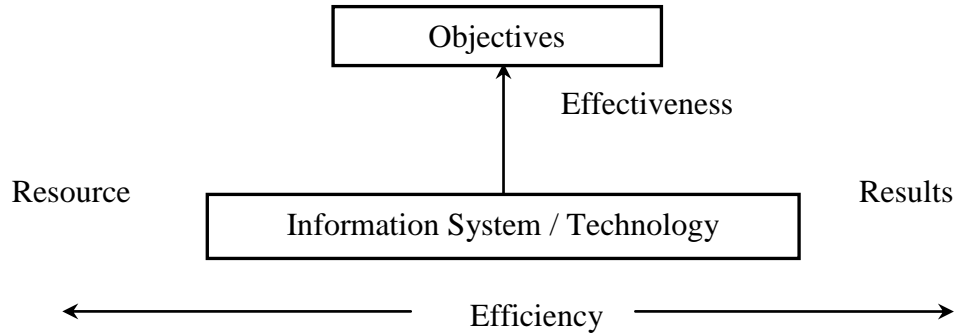 Objectives
Effectiveness
Resource
Results
Information System / Technology
Efficiency